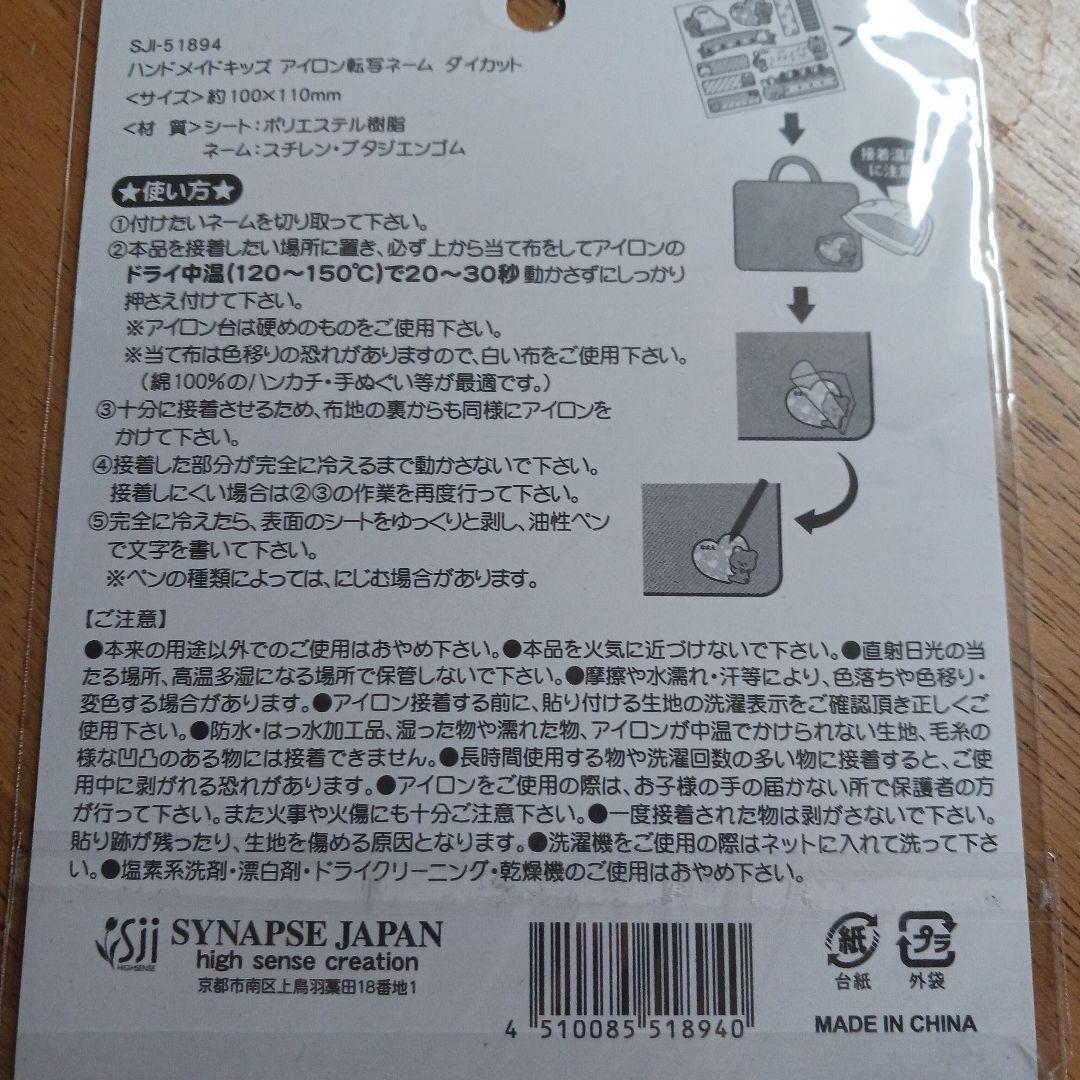 SJI-51894
ハンドメイドキッズ アイロン転写ネーム ダイカット
<サイズ>約100×110mm
<材 質>シート:ポリエステル樹脂
ネーム:スチレン・ブタジエンゴム
★使い方★
①付けたいネームを切り取って下さい。
②本品を接着したい場所に置き、必ず上から当て布をしてアイロンの
ドライ中温(120〜150℃)で20〜30秒動かさずにしっかり
押さえ付けて下さい。
※アイロン台は硬めのものをご使用下さい。
※当て布は色移りの恐れがありますので、白い布をご使用下さい。
(綿100%のハンカチ・手ぬぐい等が最適です。)
③十分に接着させるため、布地の裏からも同様にアイロンを
かけて下さい。
④接着した部分が完全に冷えるまで動かさないで下さい。
接着しにくい場合は②③の作業を再度行って下さい。
⑤完全に冷えたら、表面のシートをゆっくりと剥し、油性ペン
で文字を書いて下さい。
※ペンの種類によっては、にじむ場合があります。
接着温
に注
【ご注意】
●本来の用途以外でのご使用はおやめ下さい。●本品を火気に近づけないで下さい。●直射日光の当
たる場所、高温多湿になる場所で保管しないで下さい。●摩擦や水濡れ・汗等により、色落ちや色移り・
変色する場合があります。●アイロン接着する前に、貼り付ける生地の洗濯表示をご確認頂き正しくご
使用下さい。●防水・はっ水加工品、湿った物や濡れた物、アイロンが中温でかけられない生地、毛糸の
様な凹凸のある物には接着できません。●長時間使用する物や洗濯回数の多い物に接着すると、ご使
用中に剥がれる恐れがあります。●アイロンをご使用の際は、お子様の手の届かない所で保護者の方
が行って下さい。また火事や火傷にも十分ご注意下さい。●一度接着された物は剥がさないで下さい。
貼り跡が残ったり、生地を傷める原因となります。●洗濯機をご使用の際はネットに入れて洗って下さ
い。●塩素系洗剤・漂白剤・ドライクリーニング・乾燥機のご使用はおやめ下さい。
Sji SYNAPSE JAPAN
HIGHSENSE
high sense creation
京都市南区上鳥羽藁田18番地1
4 510085 518940
紙
台紙
プラ
外袋
MADE IN CHINA